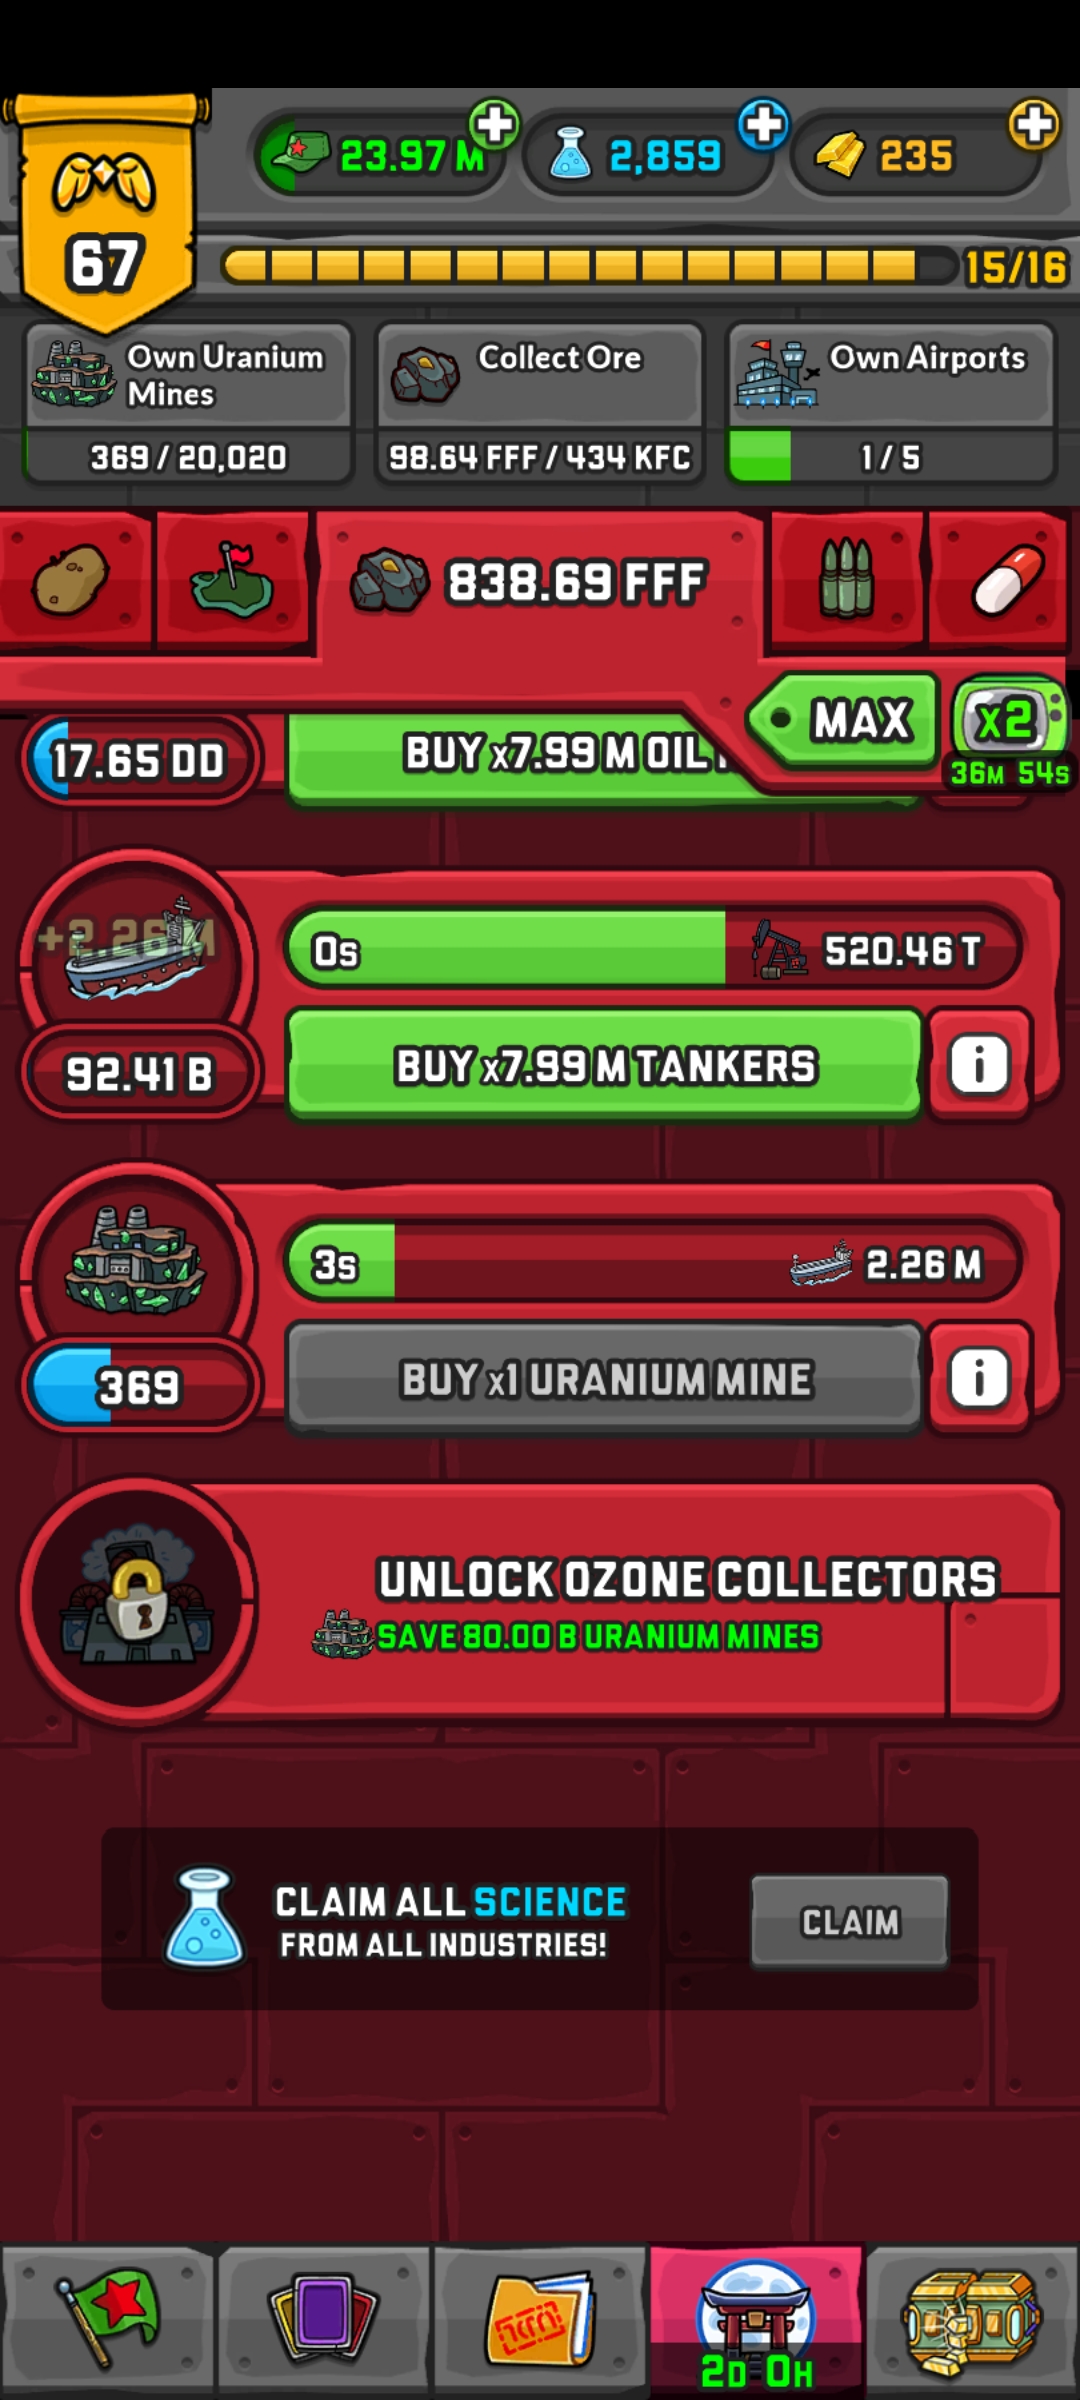 23.97 M
2,859
235
67
15/16
Own Uranium
Mines
369 / 20,020
Collect Ore
98.64 FFF / 434 KFC
Own Airports
1 / 5
838.69 FFF
MAX
x2
36M 54S
17.65 DD
BUY x7.99 M OIL
+2.26 M
0s
520.46 T
92.41 B
BUY x7.99 M TANKERS
i
3s
2.26 M
369
BUY x1 URANIUM MINE
i
UNLOCK OZONE COLLECTORS
SAVE 80.00 B URANIUM MINES
CLAIM ALL SCIENCE
FROM ALL INDUSTRIES!
CLAIM
2D 0H